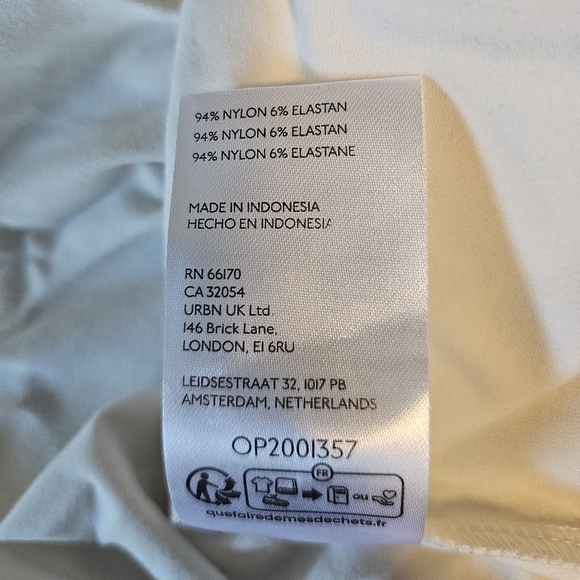 94% NYLON 6% ELASTAN
94% NYLON 6% ELASTAN
94% NYLON 6% ELASTANE
MADE IN INDONESIA
HECHO EN INDONESIA
RN 66170
CA 32054
URBN UK Ltd.
146 Brick Lane,
LONDON, E1 6RU
LEIDSESTRAAT 32, 1017 PB
AMSTERDAM, NETHERLANDS
OP2001357
FR
ou
quefairedemesdechets.fr